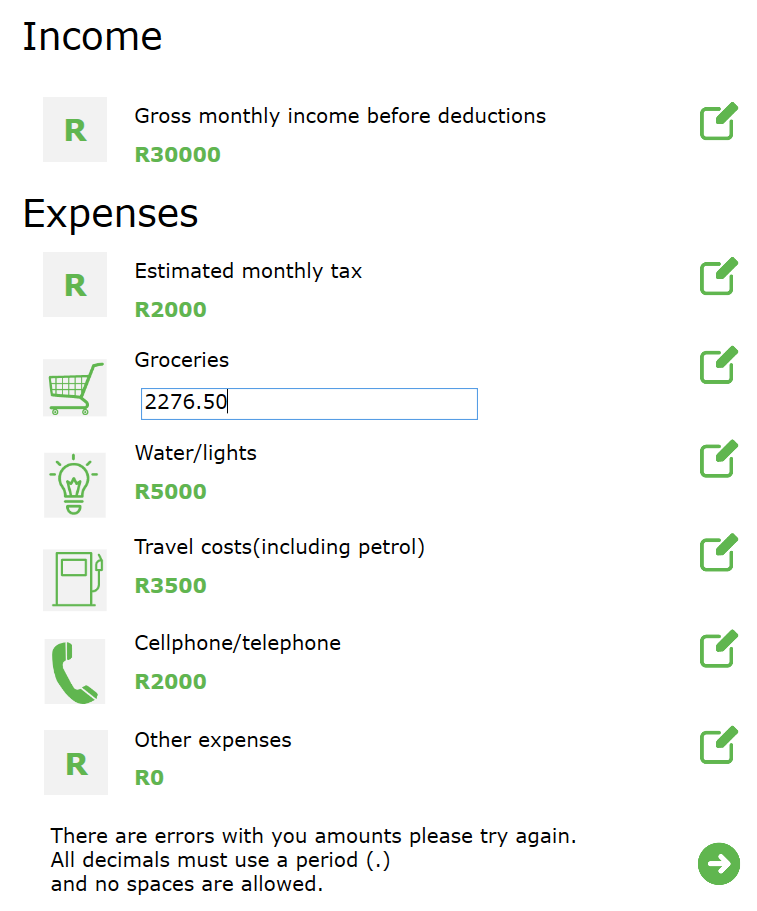 Income
R
Gross monthly income before deductions
R30000
Expenses
R
Estimated monthly tax
R2000
Groceries
2276.50
Water/lights
R5000
Travel costs(including petrol)
R3500
Cellphone/telephone
R2000
R
Other expenses
R0
There are errors with you amounts please try again.
All decimals must use a period (.)
and no spaces are allowed.